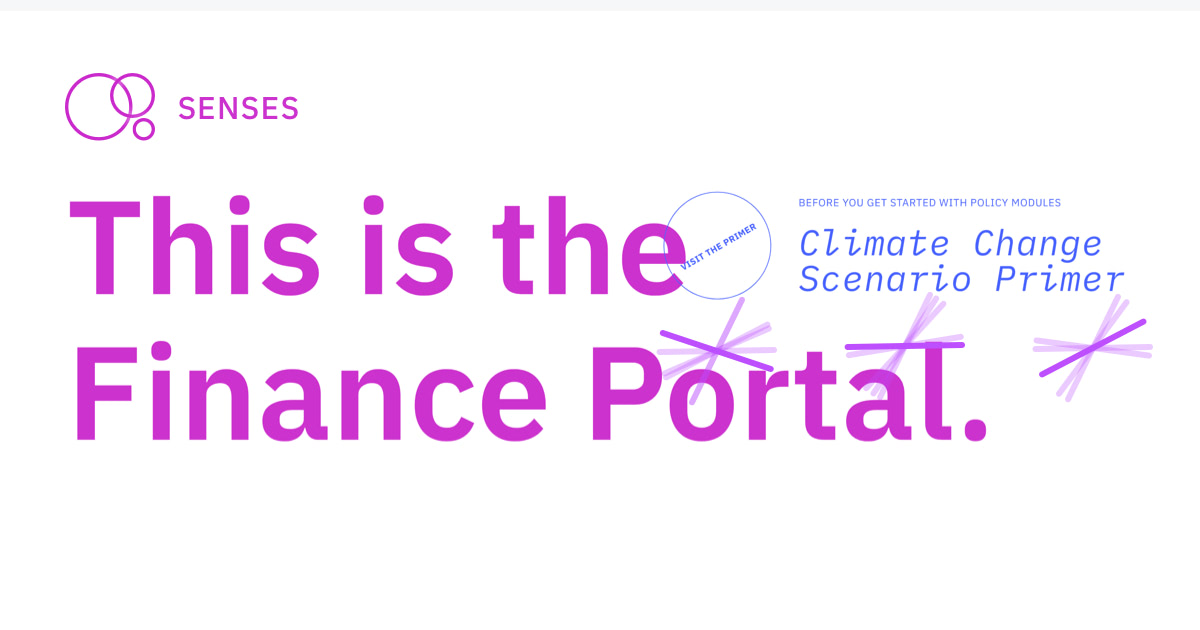 SENSES
This is the
Finance Portal.
VISIT THE PRIMER
BEFORE YOU GET STARTED WITH POLICY MODULES
Climate Change
Scenario Primer